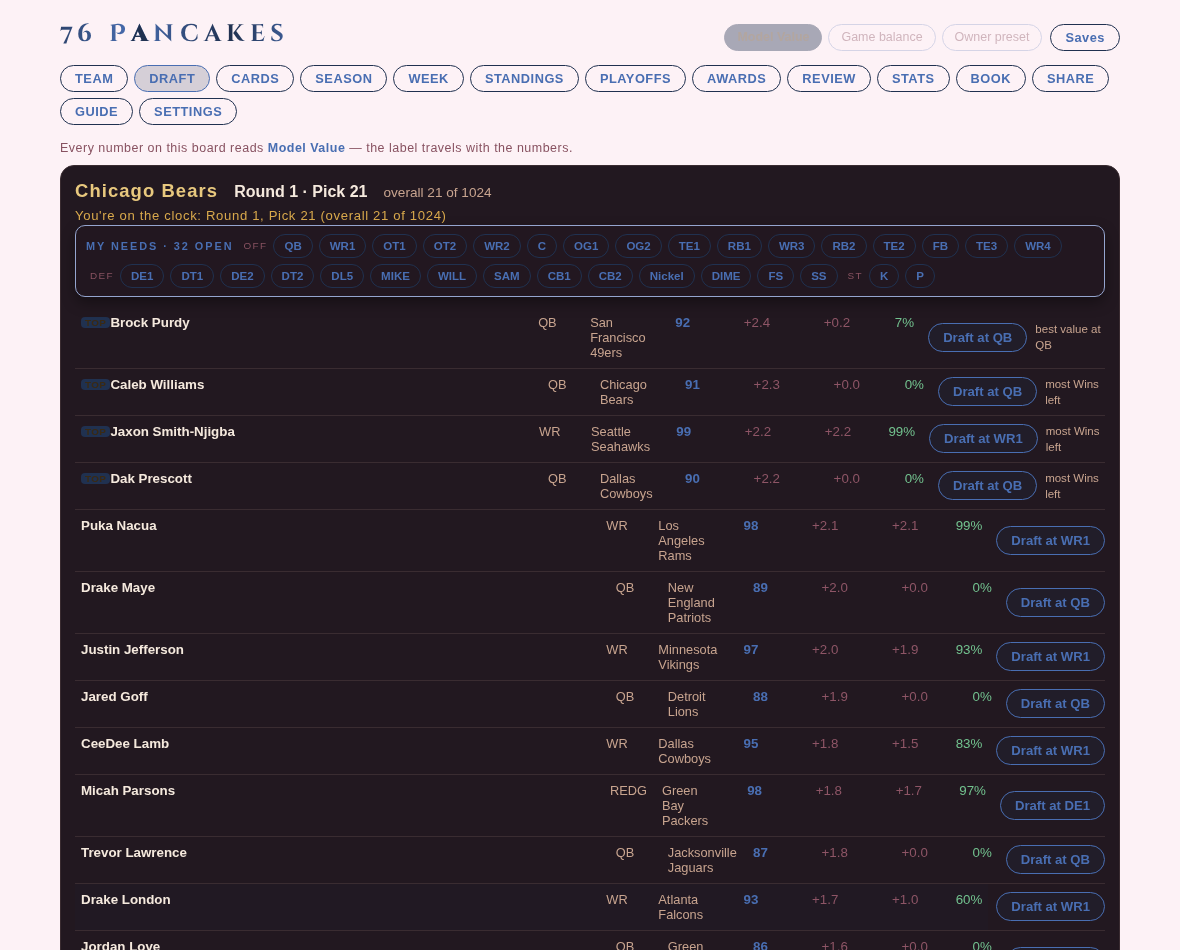 76 PANCAKES
Game balance Owner preset Saves
TEAM DRAFT CARDS SEASON WEEK STANDINGS PLAYOFFS AWARDS REVIEW STATS BOOK SHARE
GUIDE SETTINGS
Every number on this board reads Model Value — the label travels with the numbers.
Chicago Bears Round 1 · Pick 21 overall 21 of 1024
You're on the clock: Round 1, Pick 21 (overall 21 of 1024)
MY NEEDS · 32 OPEN OFF QB WR1 OT1 OT2 WR2 C OG1 OG2 TE1 RB1 WR3 RB2 TE2 FB TE3 WR4
DEF DE1 DT1 DE2 DT2 DL5 MIKE WILL SAM CB1 CB2 Nickel DIME FS SS ST K P
Brock Purdy QB San Francisco 49ers 92 +2.4 +0.2 7% Draft at QB best value at QB
Caleb Williams QB Chicago Bears 91 +2.3 +0.0 0% Draft at QB most Wins left
Jaxon Smith-Njigba WR Seattle Seahawks 99 +2.2 +2.2 99% Draft at WR1 most Wins left
Dak Prescott QB Dallas Cowboys 90 +2.2 +0.0 0% Draft at QB most Wins left
Puka Nacua WR Los Angeles Rams 98 +2.1 +2.1 99% Draft at WR1
Drake Maye QB New England Patriots 89 +2.0 +0.0 0% Draft at QB
Justin Jefferson WR Minnesota Vikings 97 +2.0 +1.9 93% Draft at WR1
Jared Goff QB Detroit Lions 88 +1.9 +0.0 0% Draft at QB
CeeDee Lamb WR Dallas Cowboys 95 +1.8 +1.5 83% Draft at WR1
Micah Parsons REDG Green Bay Packers 98 +1.8 +1.7 97% Draft at DE1
Trevor Lawrence QB Jacksonville Jaguars 87 +1.8 +0.0 0% Draft at QB
Drake London WR Atlanta Falcons 93 +1.7 +1.0 60% Draft at WR1
Jordan Love QB Green 86 +1.6 +0.0 0%